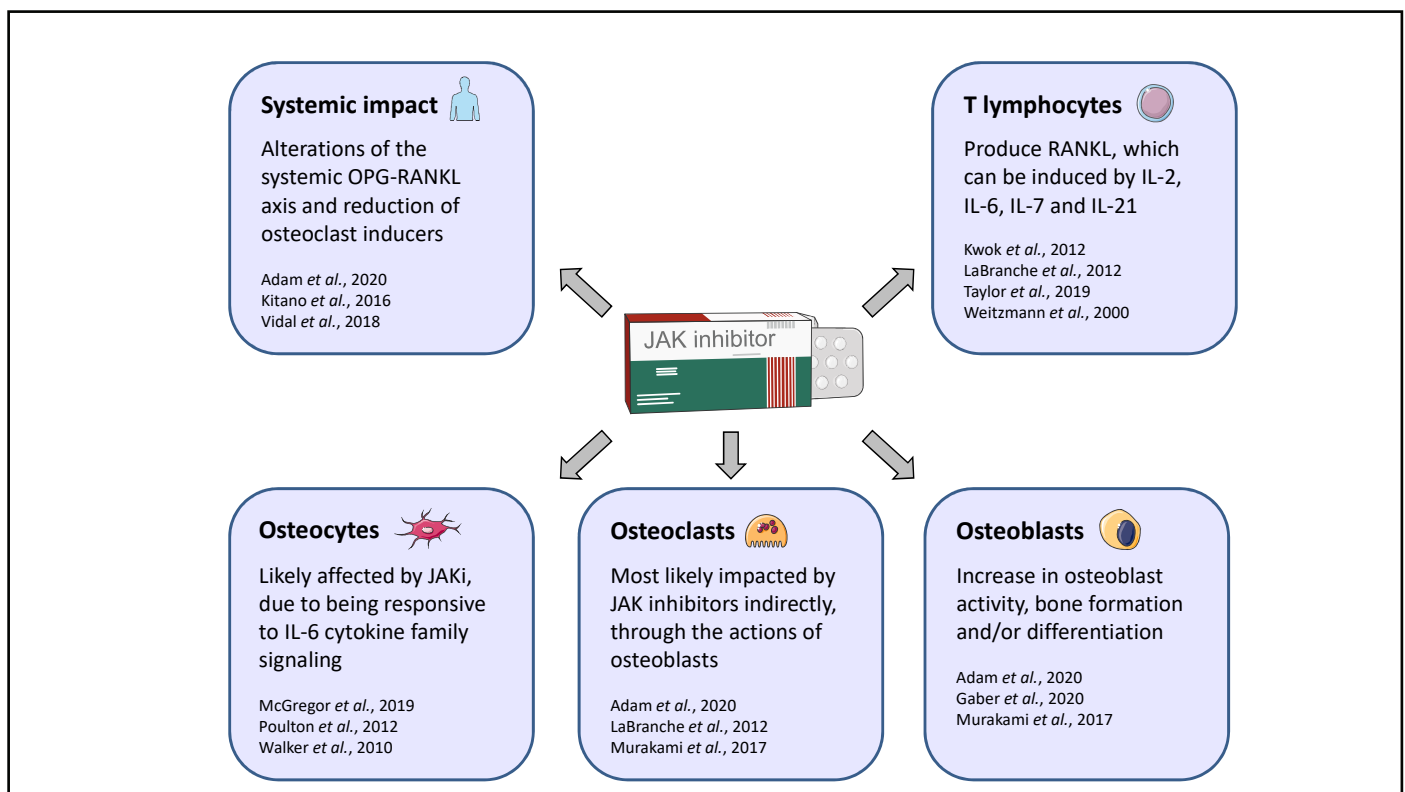 Systemic impact
Alterations of the
systemic OPG-RANKL
axis and reduction of
osteoclast inducers
Adam et al., 2020
Kitano et al., 2016
Vidal et al., 2018
T lymphocytes
Produce RANKL, which
can be induced by IL-2,
IL-6, IL-7 and IL-21
Kwok et al., 2012
LaBranche et al., 2012
Taylor et al., 2019
Weitzmann et al., 2000
JAK inhibitor
Osteocytes
Likely affected by JAKi,
due to being responsive
to IL-6 cytokine family
signaling
McGregor et al., 2019
Poulton et al., 2012
Walker et al., 2010
Osteoclasts
Most likely impacted by
JAK inhibitors indirectly,
through the actions of
osteoblasts
Adam et al., 2020
LaBranche et al., 2012
Murakami et al., 2017
Osteoblasts
Increase in osteoblast
activity, bone formation
and/or differentiation
Adam et al., 2020
Gaber et al., 2020
Murakami et al., 2017